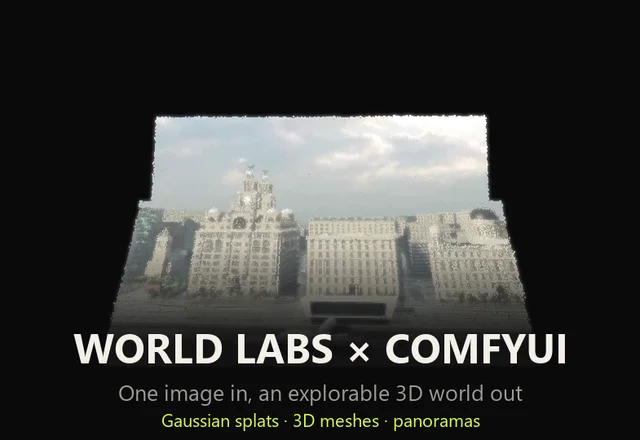 WORLD LABS × COMFYUI
One image in, an explorable 3D world out
Gaussian splats · 3D meshes · panoramas